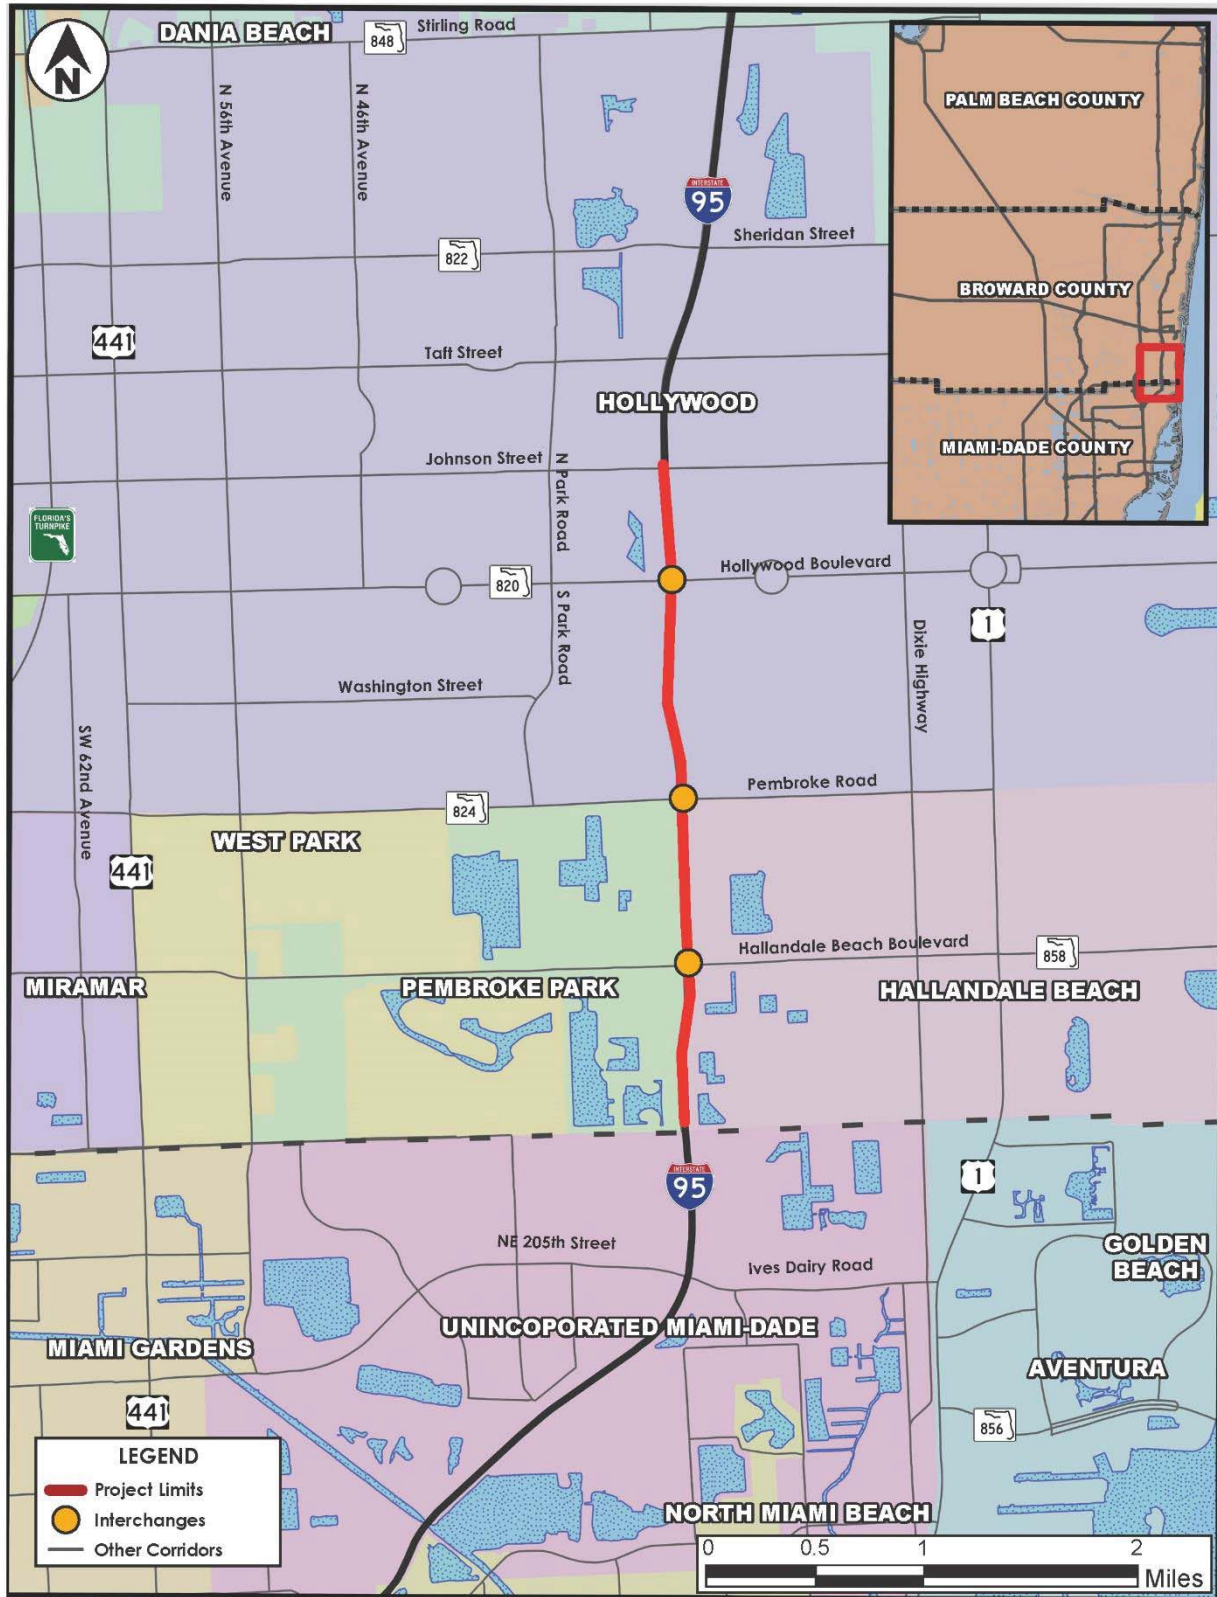 DANIA BEACH
848
Stirling Road
N
N 56th Avenue
N 46th Avenue
PALM BEACH COUNTY
INTERSTATE
95
Sheridan Street
822
BROWARD COUNTY
441
Taft Street
HOLLYWOOD
MIAMI-DADE COUNTY
Johnson Street
N Park Road
FLORIDA'S
TURNPIKE
Hollywood Boulevard
820
S Park Road
1
Dixie Highway
Washington Street
SW 62nd Avenue
Pembroke Road
824
WEST PARK
441
Hallandale Beach Boulevard
858
MIRAMAR
PEMBROKE PARK
HALLANDALE BEACH
INTERSTATE
95
1
NE 205th Street
GOLDEN
BEACH
Ives Dairy Road
UNINCOPORATED MIAMI-DADE
MIAMI GARDENS
AVENTURA
441
856
LEGEND
Project Limits
Interchanges
Other Corridors
NORTH MIAMI BEACH
0 0.5 1 2
Miles